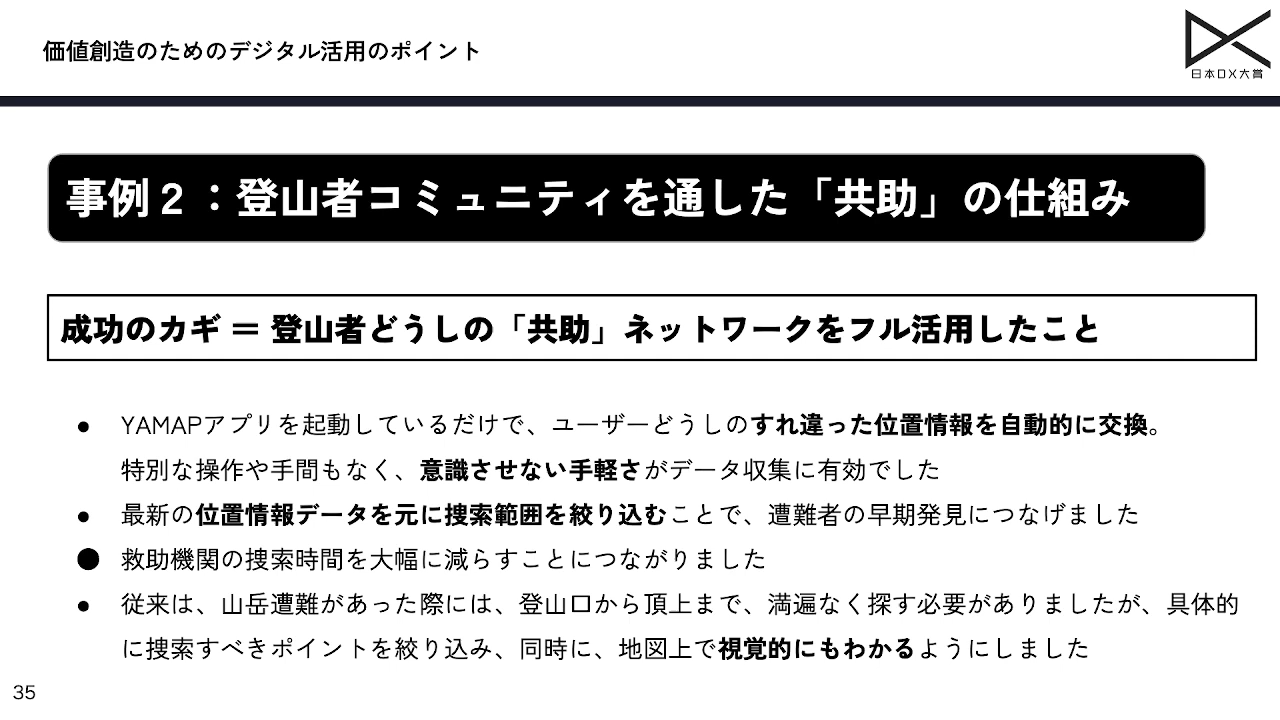 価値創造のためのデジタル活用のポイント
日本DX大賞
事例2：登山者コミュニティを通した「共助」の仕組み
成功のカギ ＝ 登山者どうしの「共助」ネットワークをフル活用したこと
● YAMAPアプリを起動しているだけで、ユーザーどうしのすれ違った位置情報を自動的に交換。
特別な操作や手間もなく、意識させない手軽さがデータ収集に有効でした
● 最新の位置情報データを元に捜索範囲を絞り込むことで、遭難者の早期発見につなげました
● 救助機関の捜索時間を大幅に減らすことにつながりました
● 従来は、山岳遭難があった際には、登山口から頂上まで、満遍なく探す必要がありましたが、具体的
に捜索すべきポイントを絞り込み、同時に、地図上で視覚的にもわかるようにしました
35